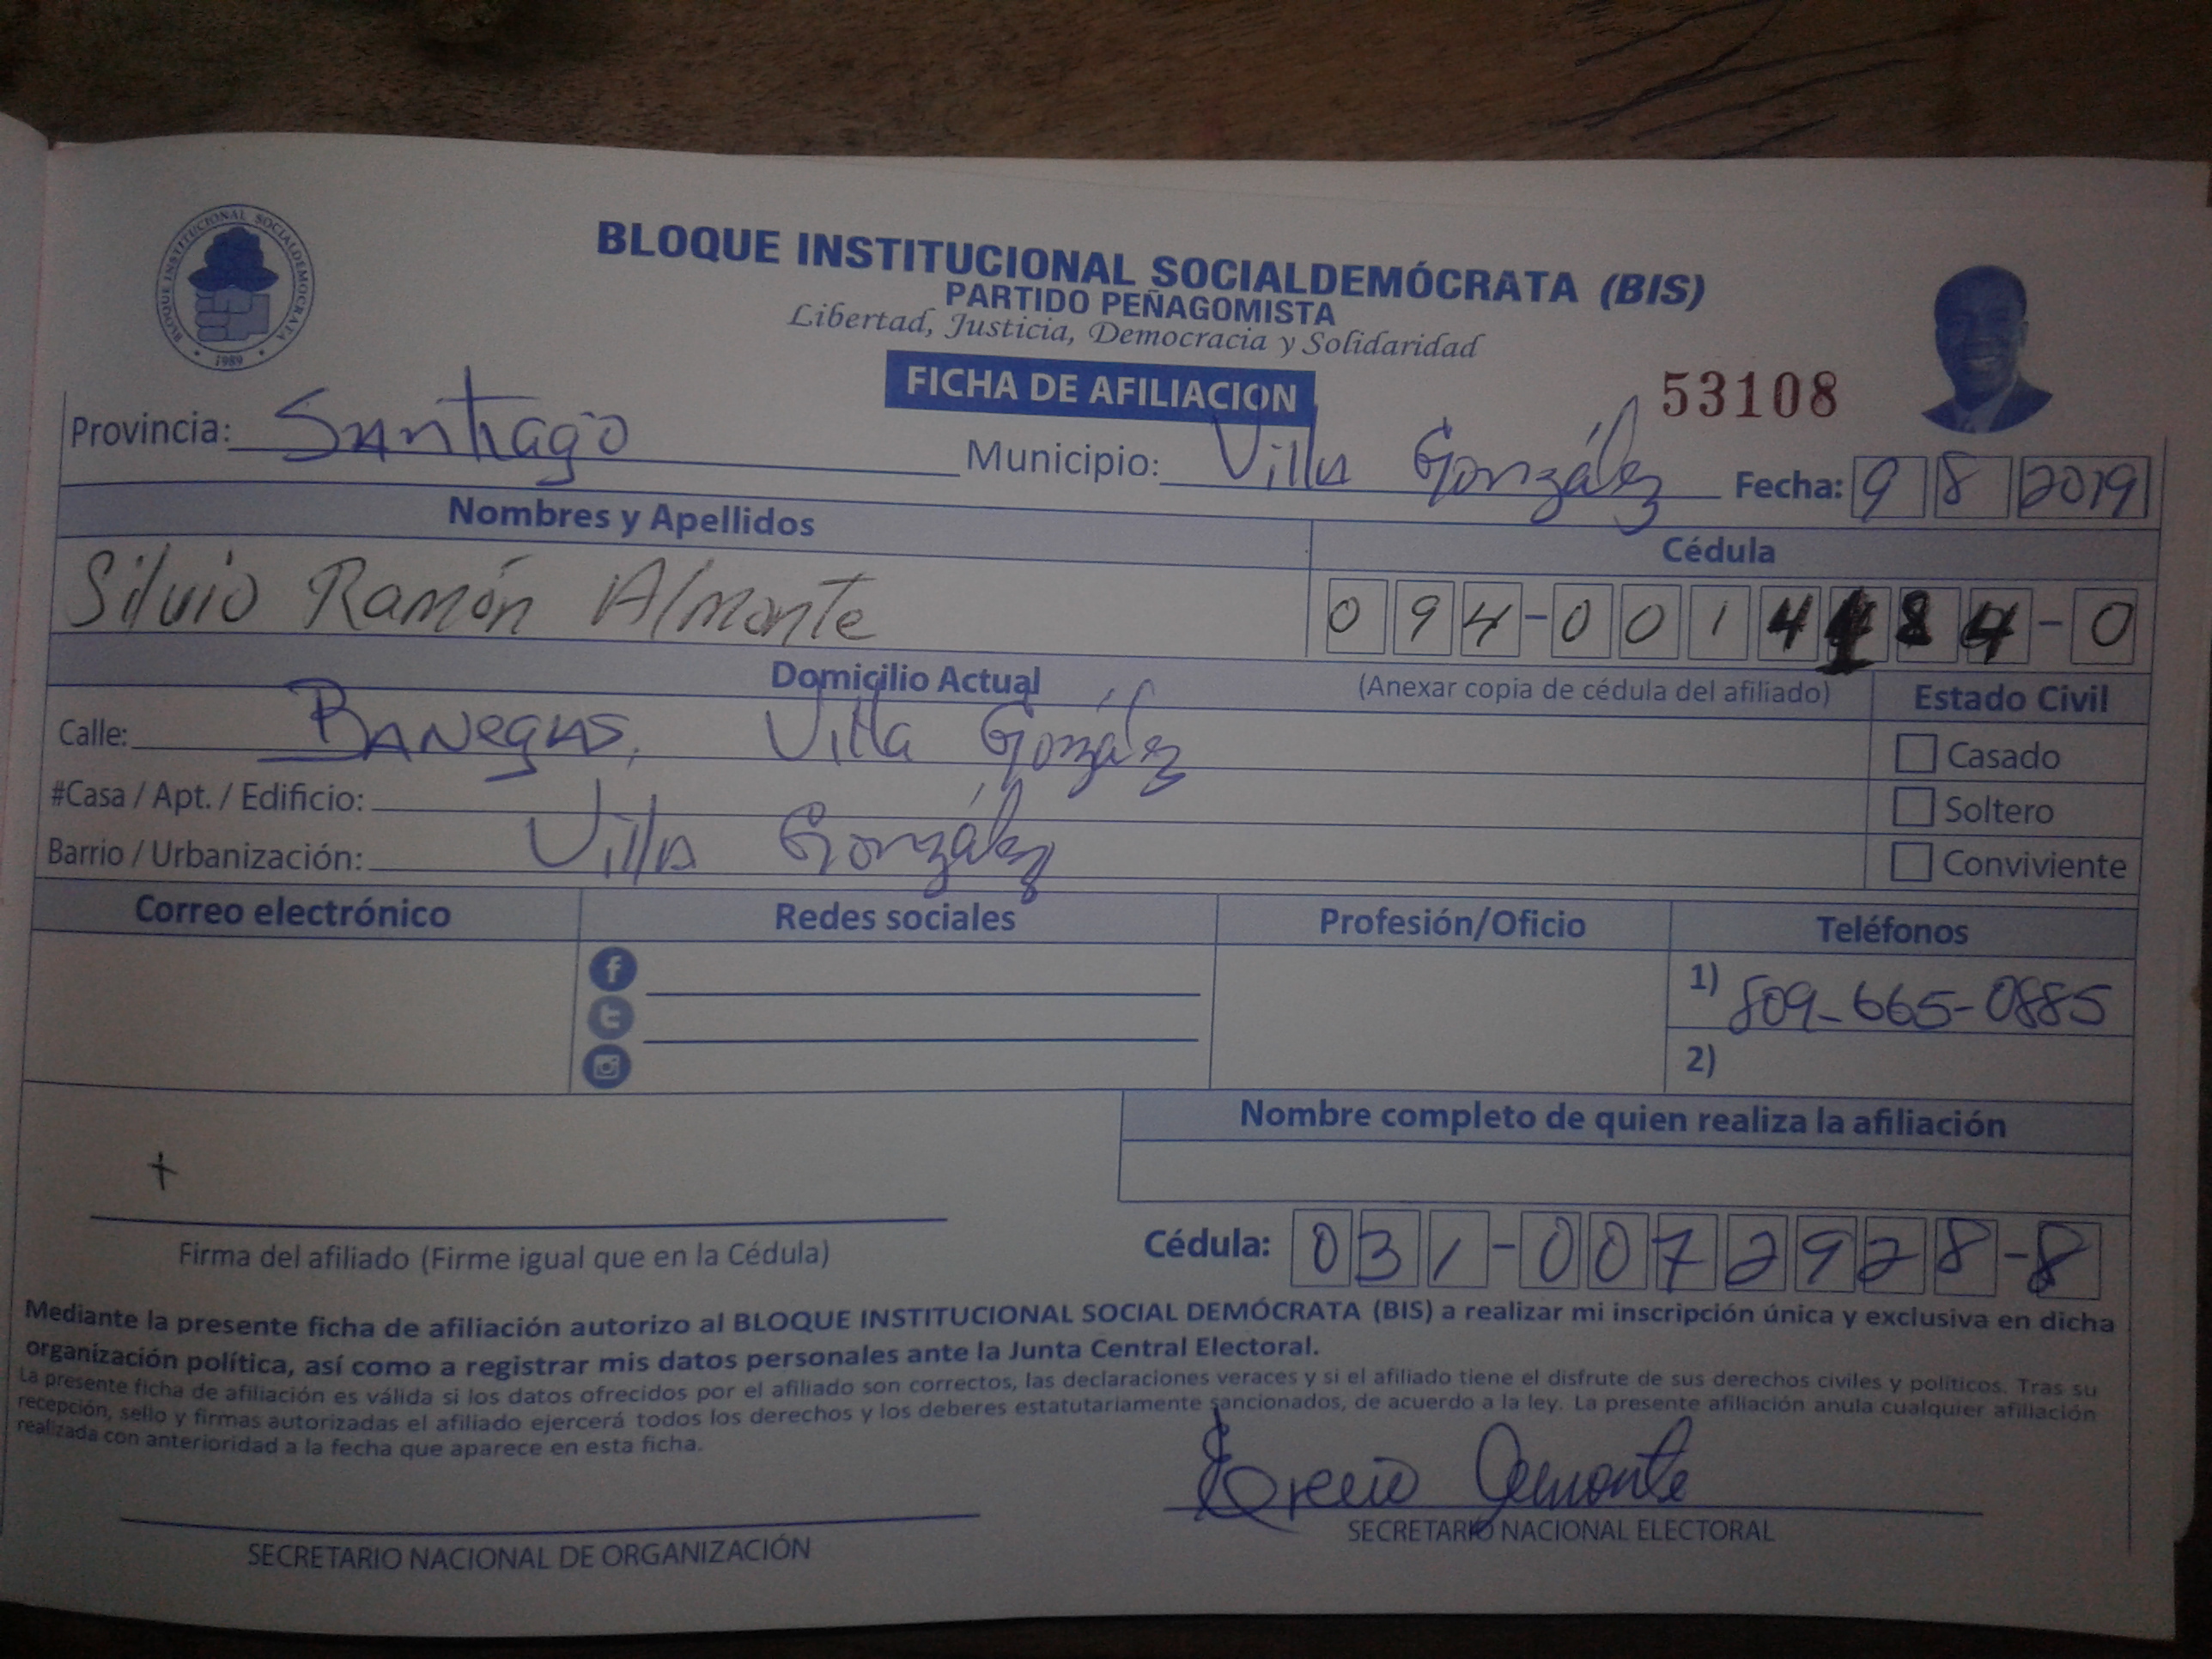 BLOQUE INSTITUCIONAL SOCIALDEMOCRATA
1989
BLOQUE INSTITUCIONAL SOCIALDEMÓCRATA (BIS)
PARTIDO PEÑAGOMISTA
Libertad, Justicia, Democracia y Solidaridad
FICHA DE AFILIACION
53108
Provincia: Santiago Municipio: Villa González Fecha: 9 8 2019
Nombres y Apellidos Cédula
Silvio Ramón Almonte 094-0014184-0
Domicilio Actual (Anexar copia de cédula del afiliado) Estado Civil
Calle: Banegas, Villa González Casado
#Casa / Apt. / Edificio: Soltero
Barrio / Urbanización: Villa González Conviviente
Correo electrónico Redes sociales Profesión/Oficio Teléfonos
1) 809-665-0885
2)
Nombre completo de quien realiza la afiliación
+
Firma del afiliado (Firme igual que en la Cédula) Cédula: 031-0072928-8
Mediante la presente ficha de afiliación autorizo al BLOQUE INSTITUCIONAL SOCIAL DEMÓCRATA (BIS) a realizar mi inscripción única y exclusiva en dicha
organización política, así como a registrar mis datos personales ante la Junta Central Electoral.
La presente ficha de afiliación es válida si los datos ofrecidos por el afiliado son correctos, las declaraciones veraces y si el afiliado tiene el disfrute de sus derechos civiles y políticos. Tras su
recepción, sello y firmas autorizadas el afiliado ejercerá todos los derechos y los deberes estatutariamente sancionados, de acuerdo a la ley. La presente afiliación anula cualquier afiliación
realizada con anterioridad a la fecha que aparece en esta ficha.
SECRETARIO NACIONAL DE ORGANIZACIÓN SECRETARIO NACIONAL ELECTORAL